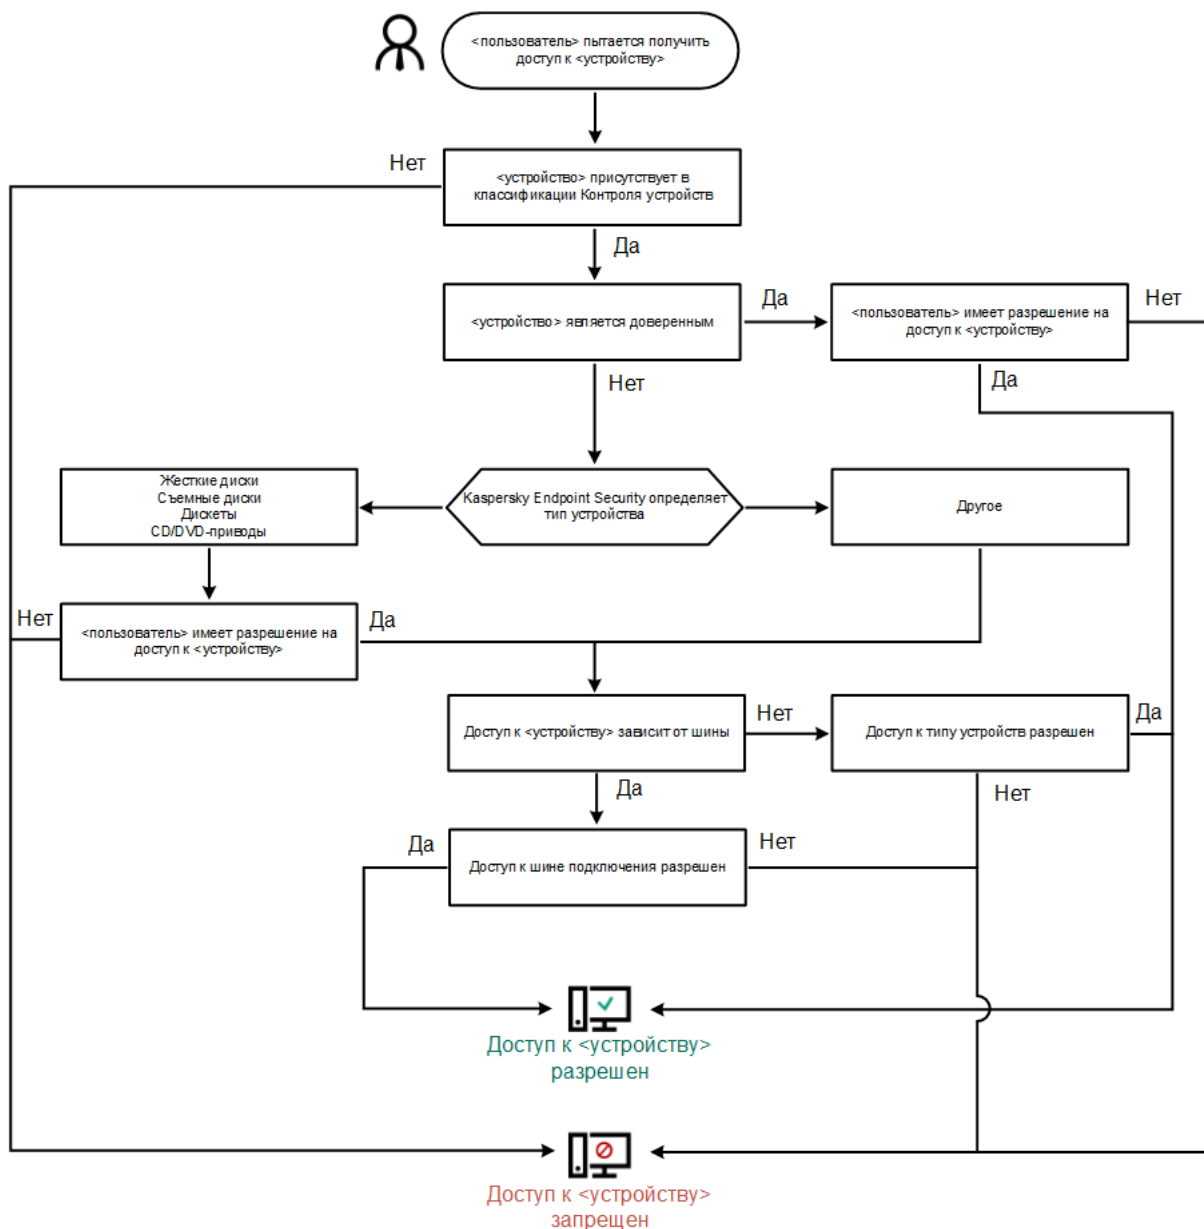 <пользователь> пытается получить
доступ к <устройству>
Нет
<устройство> присутствует в
классификации Контроля устройств
Да
<устройство> является доверенным
Да
<пользователь> имеет разрешение на
доступ к <устройству>
Нет
Нет
Да
Жесткие диски
Съемные диски
Дискеты
CD/DVD-приводы
Kaspersky Endpoint Security определяет
тип устройства
Другое
Нет
<пользователь> имеет разрешение на
доступ к <устройству>
Да
Доступ к <устройству> зависит от шины
Нет
Доступ к типу устройств разрешен
Да
Да
Нет
Да
Доступ к шине подключения разрешен
Нет
Доступ к <устройству>
разрешен
Доступ к <устройству>
запрещен